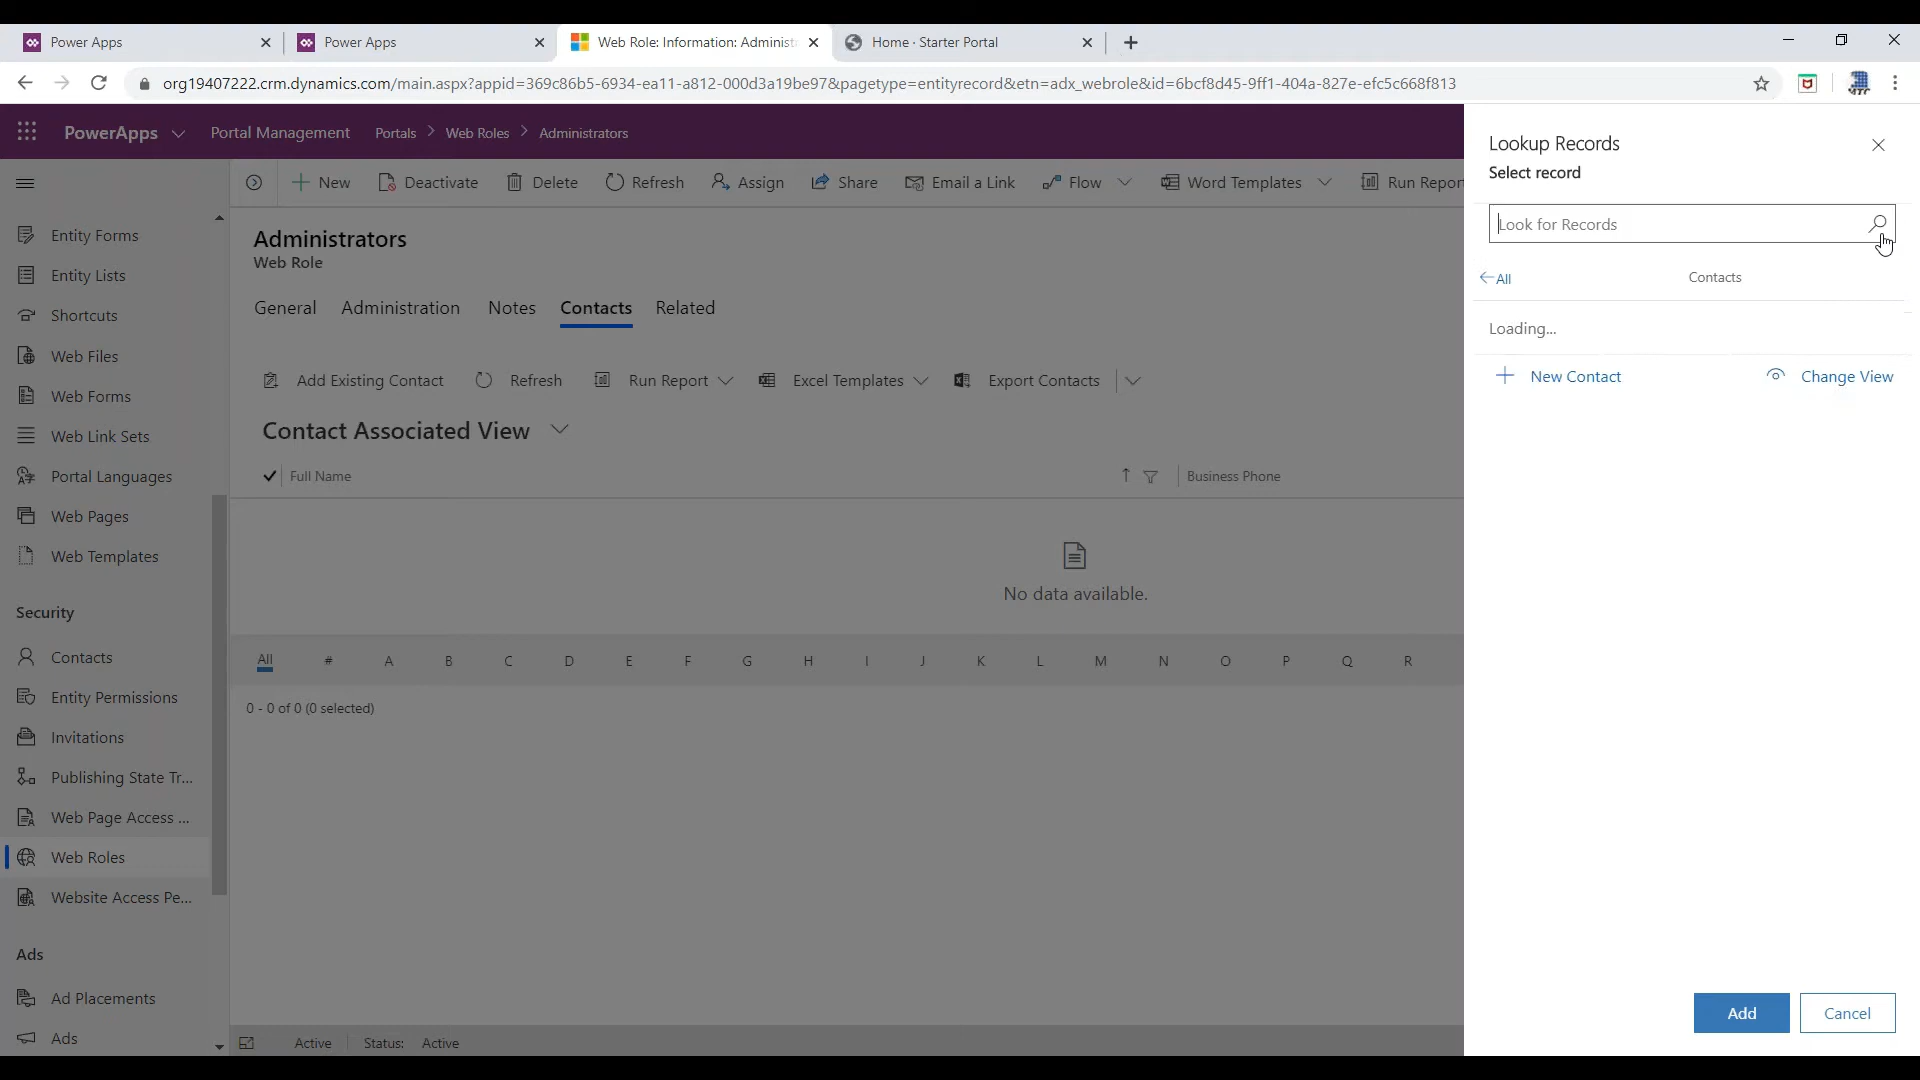 Power Apps
Power Apps
Web Role: Information: Administ
Home · Starter Portal
org19407222.crm.dynamics.com/main.aspx?appid=369c86b5-6934-ea11-a812-000d3a19be97&pagetype=entityrecord&etn=adx_webrole&id=6bcf8d45-9ff1-404a-827e-efc5c668f813
PowerApps
Portal Management
Portals > Web Roles > Administrators
New
Deactivate
Delete
Refresh
Assign
Share
Email a Link
Flow
Word Templates
Run Report
Entity Forms
Entity Lists
Shortcuts
Web Files
Web Forms
Web Link Sets
Portal Languages
Web Pages
Web Templates
Security
Contacts
Entity Permissions
Invitations
Publishing State Tr...
Web Page Access ...
Web Roles
Website Access Pe...
Ads
Ad Placements
Ads
Administrators
Web Role
General
Administration
Notes
Contacts
Related
Add Existing Contact
Refresh
Run Report
Excel Templates
Export Contacts
Contact Associated View
Full Name
Business Phone
No data available.
All # A B C D E F G H I J K L M N O P Q R
0 - 0 of 0 (0 selected)
Active
Status: Active
Lookup Records
Select record
Look for Records
All
Contacts
Loading...
New Contact
Change View
Add
Cancel